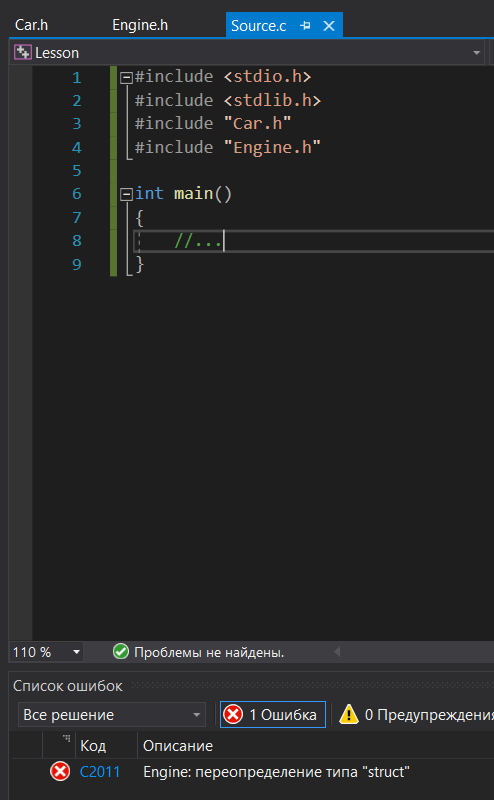 Car.h Engine.h Source.c
Lesson
1 #include <stdio.h>
2 #include <stdlib.h>
3 #include "Car.h"
4 #include "Engine.h"
5
6 int main()
7 {
8 //...
9 }
110 % Проблемы не найдены.
Список ошибок
Все решение 1 Ошибка 0 Предупреждения
Код Описание
C2011 Engine: переопределение типа "struct"